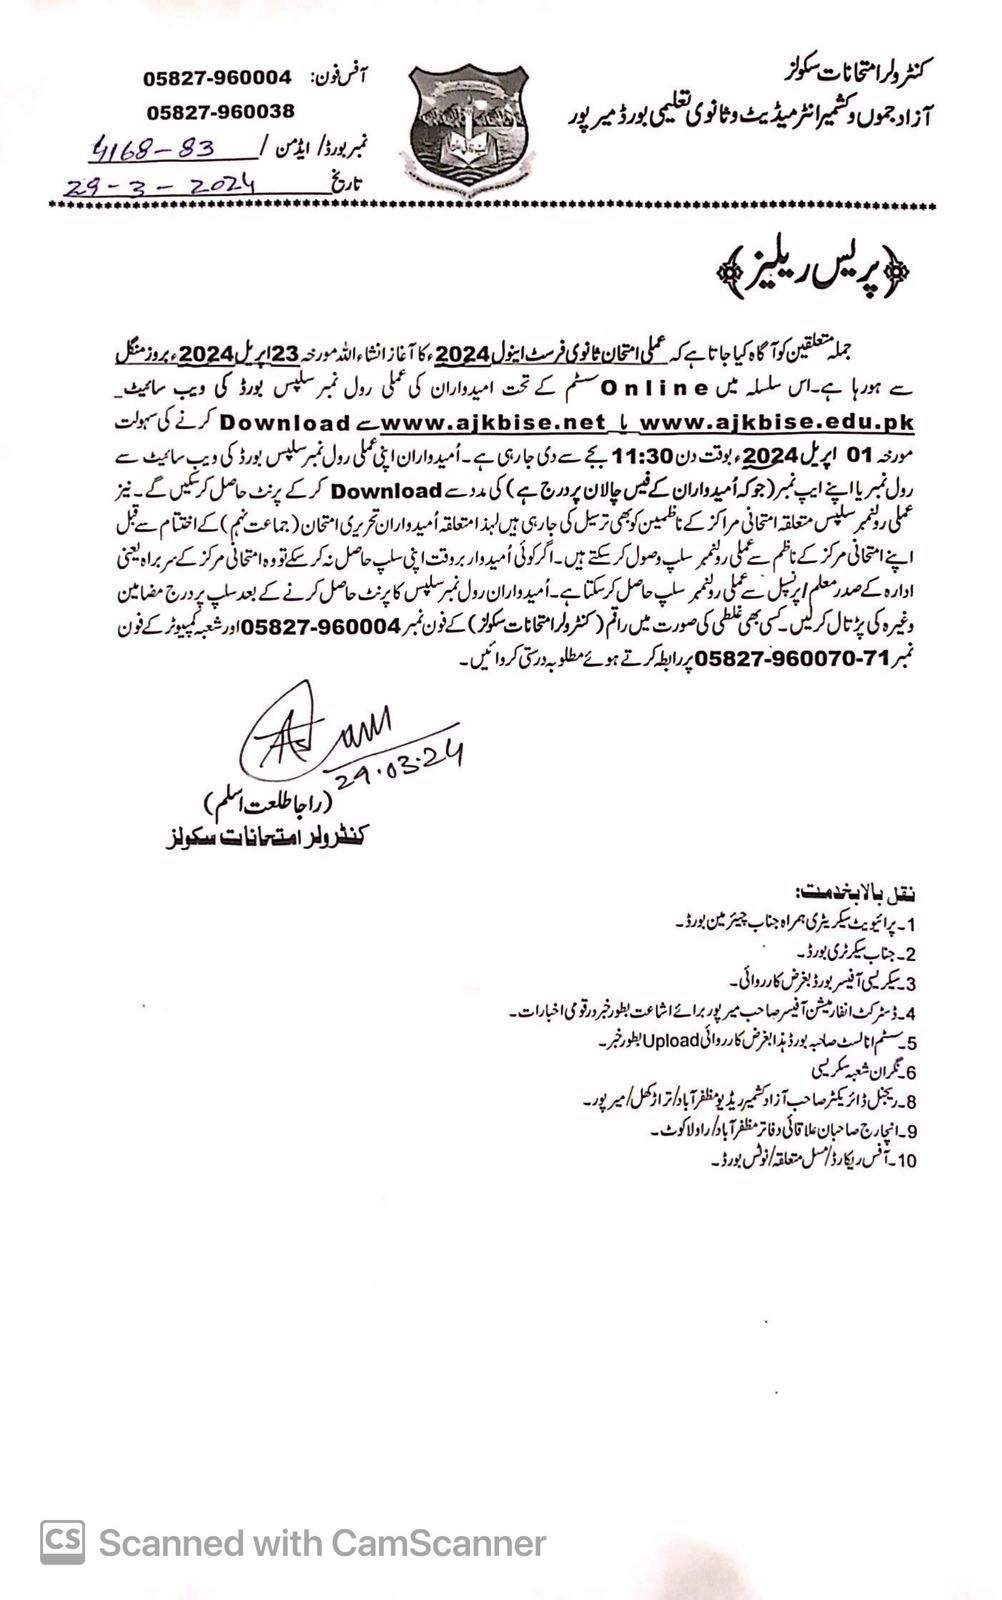 کنٹرولر امتحانات سکولز
آزاد جموں و کشمیر انٹرمیڈیٹ و ثانوی تعلیمی بورڈ میرپور
آفس فون: 05827-960004
05827-960038
نمبر بورڈ/ ایڈمن / 4168-83
تاریخ 29-3-2024
پریس ریلیز
جملہ متعلقین کو آگاہ کیا جاتا ہے کہ عملی امتحان ثانوی فرسٹ اینول 2024ء کا آغاز انشاءاللہ مورخہ 23 اپریل 2024ء بروز منگل
سے ہو رہا ہے۔ اس سلسلہ میں Online سسٹم کے تحت امیدواران کی عملی رول نمبر سلپس بورڈ کی ویب سائیٹ۔
www.ajkbise.edu.pk یا www.ajkbise.net سے Download کرنے کی سہولت
مورخہ 01 اپریل 2024ء بوقت دن 11:30 بجے سے دی جا رہی ہے۔ اُمیدواران اپنی عملی رول نمبر سلپس بورڈ کی ویب سائیٹ سے
رول نمبر یا اپنے ایپ نمبر (جو کہ اُمیدواران کے فیس چالان پر درج ہے) کی مدد سے Download کر کے پرنٹ حاصل کر سکیں گے۔ نیز
عملی رولنمبر سلپس متعلقہ امتحانی مراکز کے ناظمین کو بھی ترسیل کی جا رہی ہیں لہذا متعلقہ اُمیدواران تحریری امتحان (جماعت نہم) کے اختتام سے قبل
اپنے امتحانی مرکز کے ناظم سے عملی رولنمبر سلپ وصول کر سکتے ہیں۔ اگر کوئی اُمیدوار بروقت اپنی سلپ حاصل نہ کر سکے تو وہ امتحانی مرکز کے سربراہ یعنی
ادارہ کے صدر معلم / پرنسپل سے عملی رولنمبر سلپ حاصل کر سکتا ہے۔ اُمیدواران رول نمبر سلپس کا پرنٹ حاصل کرنے کے بعد سلپ پر درج مضامین
وغیرہ کی پڑتال کر لیں۔ کسی بھی غلطی کی صورت میں راقم (کنٹرولر امتحانات سکولز) کے فون نمبر 05827-960004 اور شعبہ کمپیوٹر کے فون
نمبر 05827-960070-71 پر رابطہ کرتے ہوئے مطلوبہ درستی کروائیں۔
29.03.24
(راجا طلعت اسلم)
کنٹرولر امتحانات سکولز
نقل بالا بخدمت:
1۔ پرائیویٹ سیکریٹری ہمراہ جناب چیئرمین بورڈ۔
2۔ جناب سیکرٹری بورڈ۔
3۔ سیکریسی آفیسر بورڈ بغرض کارروائی۔
4۔ ڈسٹرکٹ انفارمیشن آفیسر صاحب میرپور برائے اشاعت بطور خبر در قومی اخبارات۔
5۔ سسٹم انالسٹ صاحبہ بورڈ ہذا بغرض کارروائی Upload بطور خبر۔
6۔ نگران شعبہ سیکریسی
8۔ ریجنل ڈائریکٹر صاحب آزاد کشمیر ریڈیو مظفرآباد/ تراڑکھل/ میرپور۔
9۔ انچارج صاحبان علاقائی دفاتر مظفرآباد/ راولاکوٹ۔
10۔ آفس ریکارڈ/ مسل متعلقہ/ نوٹس بورڈ۔
CS Scanned with CamScanner